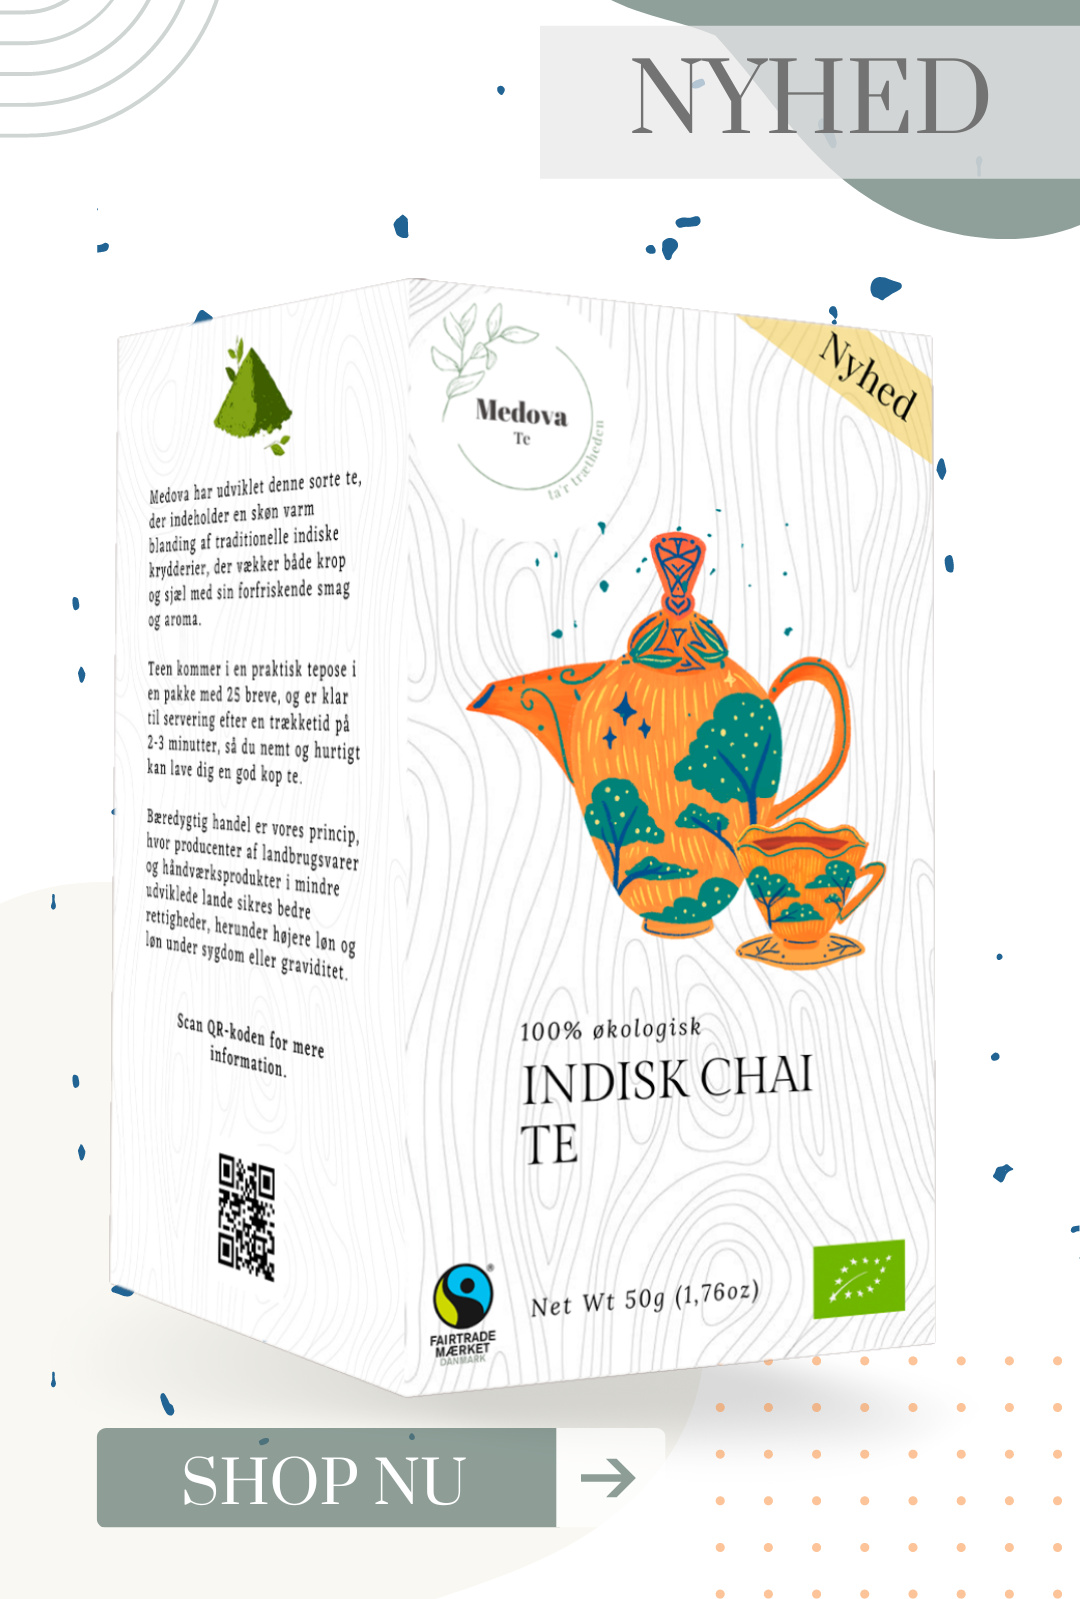 NYHED
Nyhed
Medova
Te
ta'r trætheden
Medova har udviklet denne sorte te,
der indeholder en skøn varm
blanding af traditionelle indiske
krydderier, der vækker både krop
og sjæl med sin forfriskende smag
og aroma.
Teen kommer i en praktisk tepose i
en pakke med 25 breve, og er klar
til servering efter en trækketid på
2-3 minutter, så du nemt og hurtigt
kan lave dig en god kop te.
Bæredygtig handel er vores princip,
hvor producenter af landbrugsvarer
og håndværksprodukter i mindre
udviklede lande sikres bedre
rettigheder, herunder højere løn og
løn under sygdom eller graviditet.
Scan QR-koden for mere
information.
100% økologisk
INDISK CHAI
TE
®
FAIRTRADE
MÆRKET
DANMARK
Net Wt 50g (1,76oz)
SHOP NU